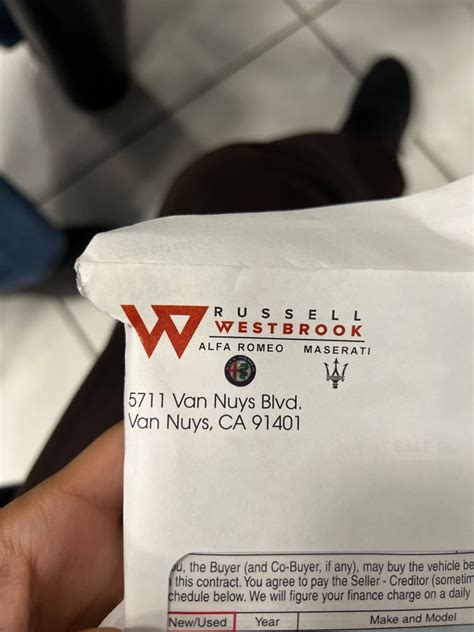 RUSSELL
WESTBROOK
ALFA ROMEO MASERATI
5711 Van Nuys Blvd.
Van Nuys, CA 91401
u, the Buyer (and Co-Buyer, if any), may buy the vehicle be
this contract. You agree to pay the Seller - Creditor (sometim
chedule below. We will figure your finance charge on a daily
New/Used Year Make and Model